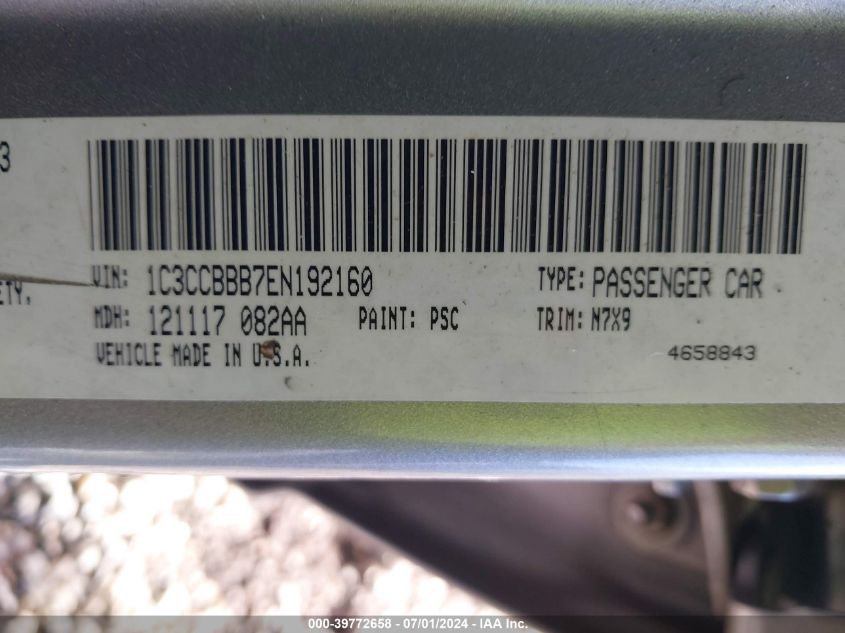 3
ETY.
VIN: 1C3CCBBB7EN192160 TYPE: PASSENGER CAR
MDH: 121117 082AA PAINT: PSC TRIM: N7X9
VEHICLE MADE IN U.S.A. 4658843
000-39772658 - 07/01/2024 - © IAA, Inc.